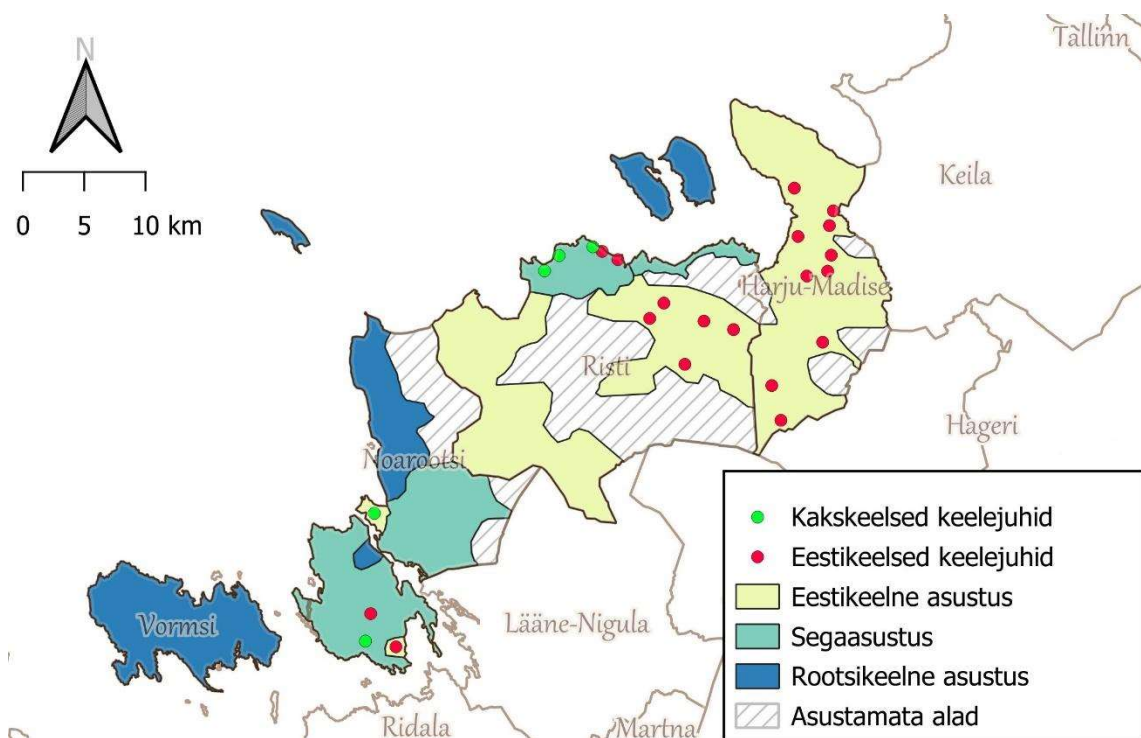 Tallinn
N
Keila
0 5 10 km
Harju-Madise
Risti
Hageri
Noarootsi
Vormsi
Lääne-Nigula
Ridala
Martna
Kakskeelsed keelejuhid
Eestikeelsed keelejuhid
Eestikeelne asustus
Segaasustus
Rootsikeelne asustus
Asustamata alad